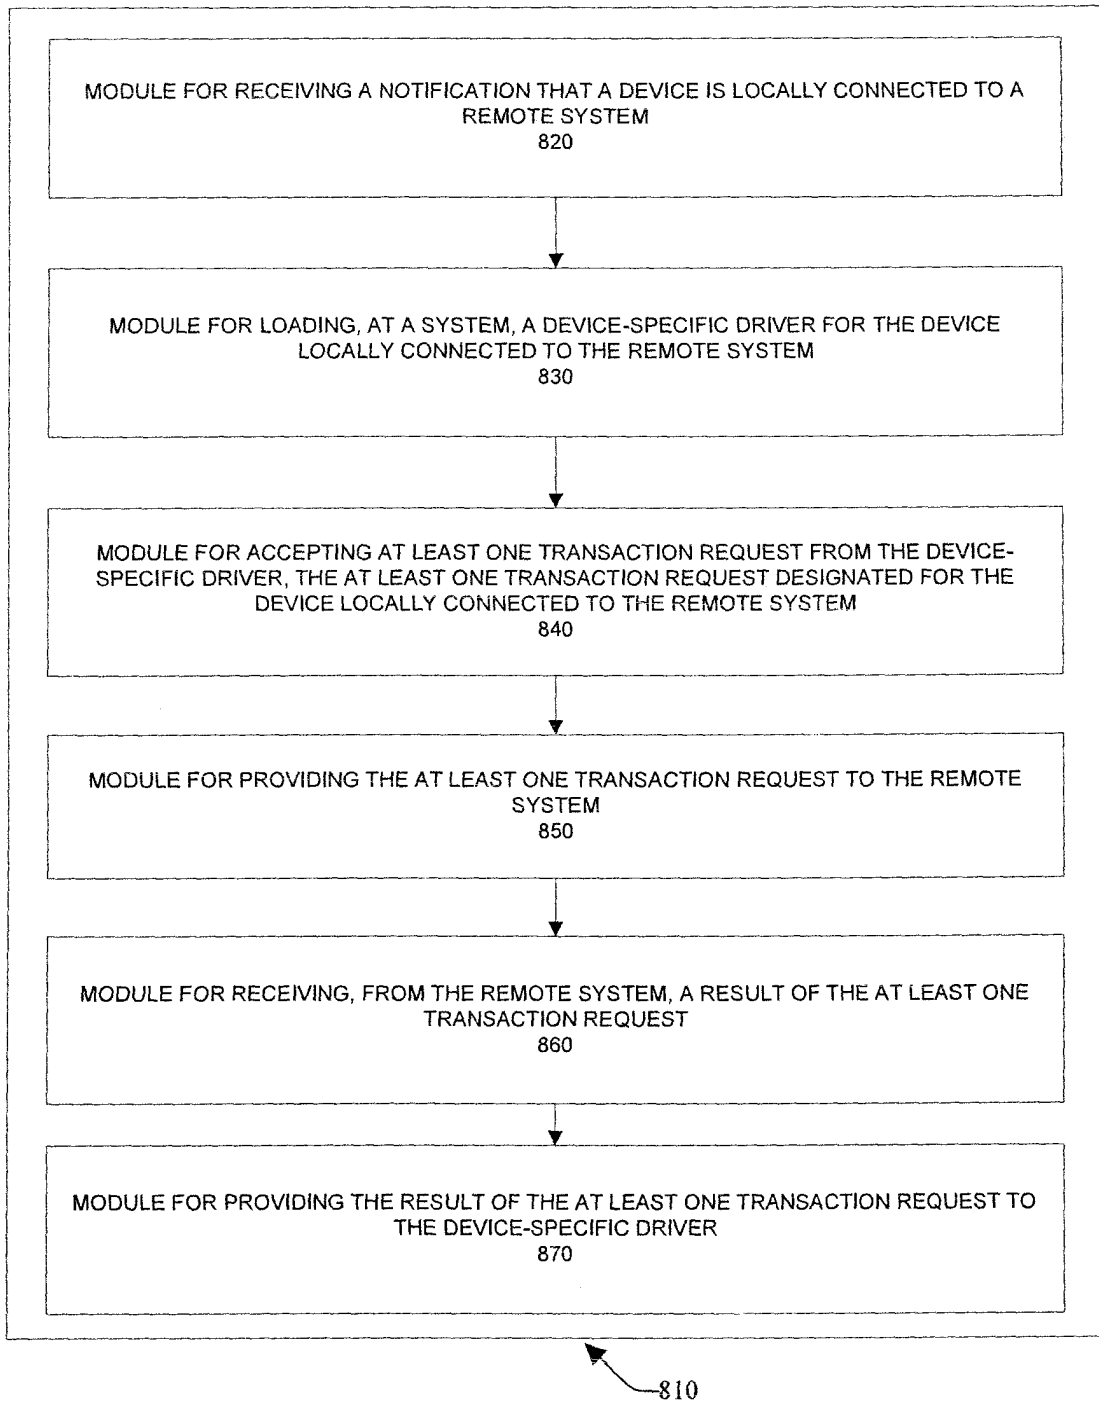 MODULE FOR RECEIVING A NOTIFICATION THAT A DEVICE IS LOCALLY CONNECTED TO A
REMOTE SYSTEM
820
MODULE FOR LOADING, AT A SYSTEM, A DEVICE-SPECIFIC DRIVER FOR THE DEVICE
LOCALLY CONNECTED TO THE REMOTE SYSTEM
830
MODULE FOR ACCEPTING AT LEAST ONE TRANSACTION REQUEST FROM THE DEVICE-
SPECIFIC DRIVER, THE AT LEAST ONE TRANSACTION REQUEST DESIGNATED FOR THE
DEVICE LOCALLY CONNECTED TO THE REMOTE SYSTEM
840
MODULE FOR PROVIDING THE AT LEAST ONE TRANSACTION REQUEST TO THE REMOTE
SYSTEM
850
MODULE FOR RECEIVING, FROM THE REMOTE SYSTEM, A RESULT OF THE AT LEAST ONE
TRANSACTION REQUEST
860
MODULE FOR PROVIDING THE RESULT OF THE AT LEAST ONE TRANSACTION REQUEST TO
THE DEVICE-SPECIFIC DRIVER
870
810